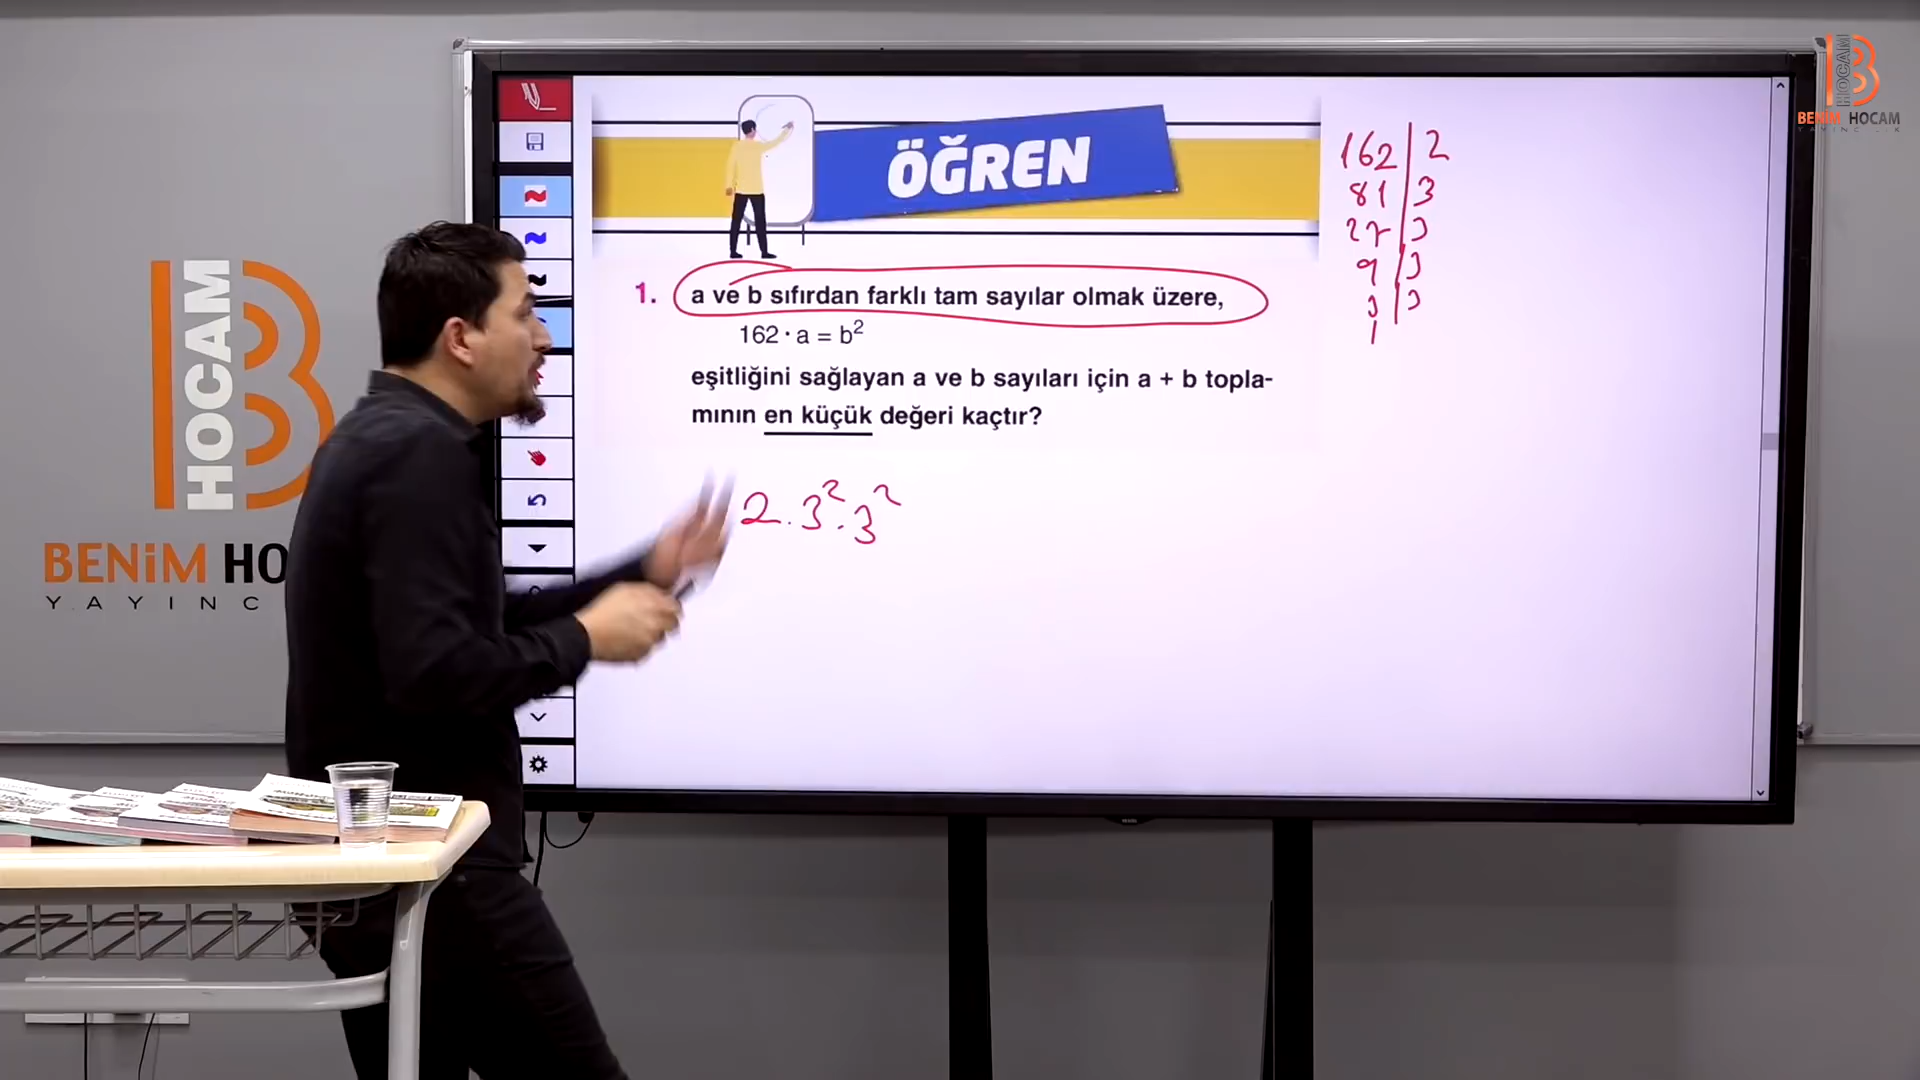 B HOCAM
BENİM HOCAM
YAYINCILIK
ÖĞREN
1. a ve b sıfırdan farklı tam sayılar olmak üzere,
162 · a = b²
eşitliğini sağlayan a ve b sayıları için a + b topla-
mının en küçük değeri kaçtır?
2 . 3² . 3²
162 | 2
81 | 3
27 | 3
9 | 3
3 | 3
1
HOCAM
BENİM HO
YAYINC